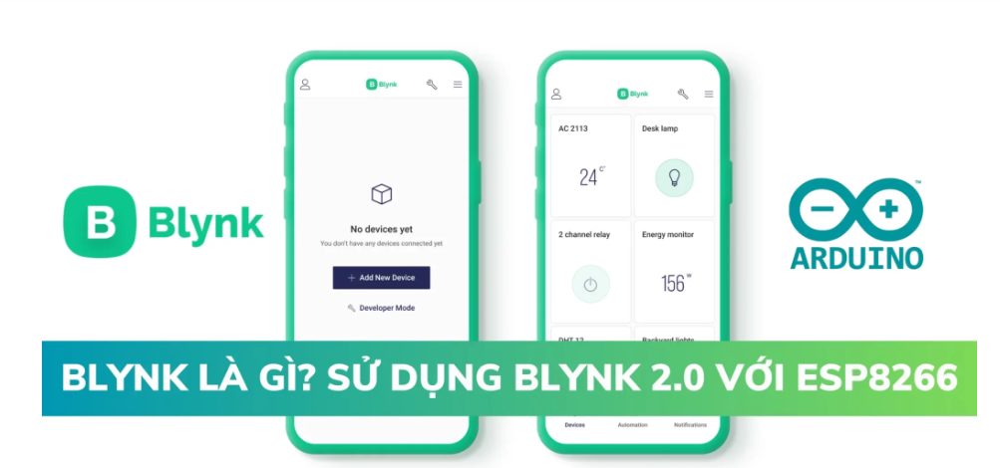 B Blynk
B Blynk
No devices yet
You don't have any devices connected yet
+ Add New Device
Developer Mode
B Blynk
AC 2113
24 C°
Desk lamp
2 channel relay
Energy monitor
156 W
DHT 12
Backyard lights
Devices
Automation
Notifications
ARDUINO
TM
BLYNK LÀ GÌ? SỬ DỤNG BLYNK 2.0 VỚI ESP8266